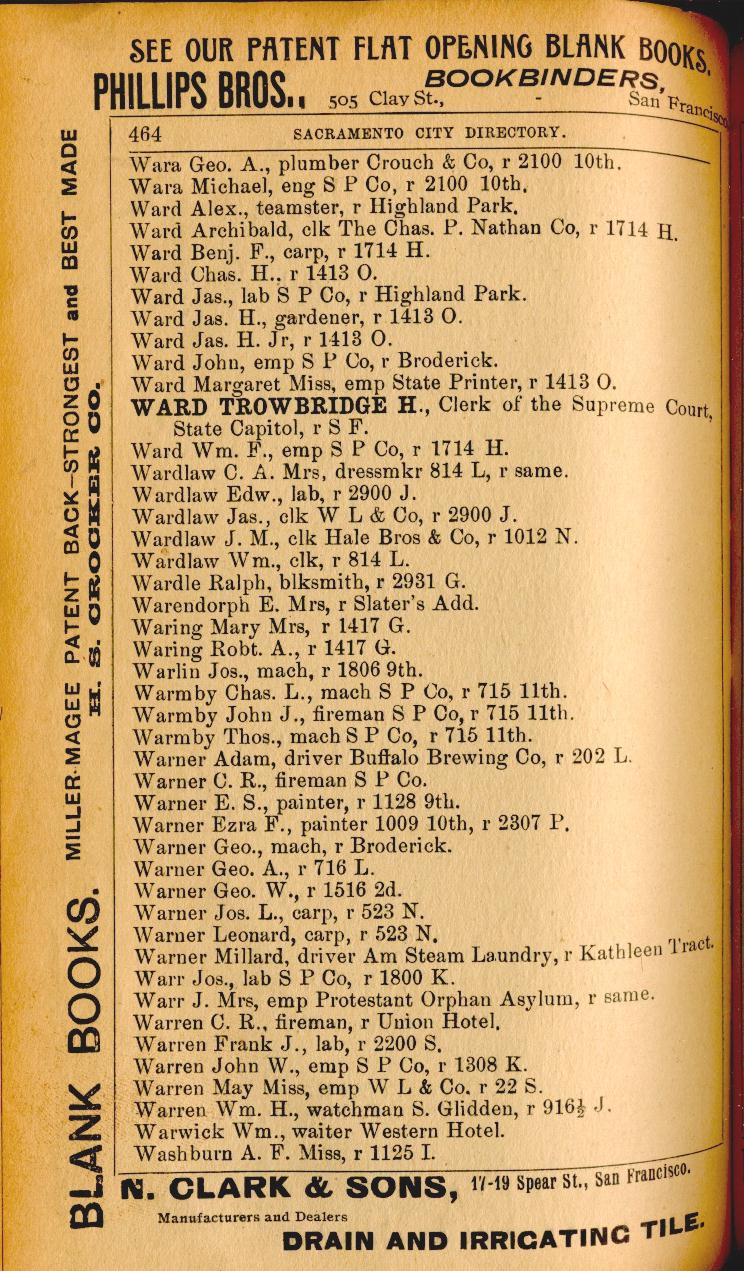 SEE OUR PATENT FLAT OPENING BLANK BOOKS.
PHILLIPS BROS., BOOKBINDERS,
505 Clay St., - San Francisco
464 SACRAMENTO CITY DIRECTORY.
Wara Geo. A., plumber Crouch & Co, r 2100 10th.
Wara Michael, eng S P Co, r 2100 10th.
Ward Alex., teamster, r Highland Park.
Ward Archibald, clk The Chas. P. Nathan Co, r 1714 H.
Ward Benj. F., carp, r 1714 H.
Ward Chas. H., r 1413 O.
Ward Jas., lab S P Co, r Highland Park.
Ward Jas. H., gardener, r 1413 O.
Ward Jas. H. Jr, r 1413 O.
Ward John, emp S P Co, r Broderick.
Ward Margaret Miss, emp State Printer, r 1413 O.
WARD TROWBRIDGE H., Clerk of the Supreme Court,
State Capitol, r S F.
Ward Wm. F., emp S P Co, r 1714 H.
Wardlaw C. A. Mrs, dressmkr 814 L, r same.
Wardlaw Edw., lab, r 2900 J.
Wardlaw Jas., clk W L & Co, r 2900 J.
Wardlaw J. M., clk Hale Bros & Co, r 1012 N.
Wardlaw Wm., clk, r 814 L.
Wardle Ralph, blksmith, r 2931 G.
Warendorph E. Mrs, r Slater's Add.
Waring Mary Mrs, r 1417 G.
Waring Robt. A., r 1417 G.
Warlin Jos., mach, r 1806 9th.
Warmby Chas. L., mach S P Co, r 715 11th.
Warmby John J., fireman S P Co, r 715 11th.
Warmby Thos., mach S P Co, r 715 11th.
Warner Adam, driver Buffalo Brewing Co, r 202 L.
Warner C. R., fireman S P Co.
Warner E. S., painter, r 1128 9th.
Warner Ezra F., painter 1009 10th, r 2307 P.
Warner Geo., mach, r Broderick.
Warner Geo. A., r 716 L.
Warner Geo. W., r 1516 2d.
Warner Jos. L., carp, r 523 N.
Warner Leonard, carp, r 523 N.
Warner Millard, driver Am Steam Laundry, r Kathleen Tract.
Warr Jos., lab S P Co, r 1800 K.
Warr J. Mrs, emp Protestant Orphan Asylum, r same.
Warren C. R., fireman, r Union Hotel.
Warren Frank J., lab, r 2200 S.
Warren John W., emp S P Co, r 1308 K.
Warren May Miss, emp W L & Co, r 22 S.
Warren Wm. H., watchman S. Glidden, r 916½ J.
Warwick Wm., waiter Western Hotel.
Washburn A. F. Miss, r 1125 I.
N. CLARK & SONS, 17-19 Spear St., San Francisco.
Manufacturers and Dealers
DRAIN AND IRRIGATING TILE.
BLANK BOOKS. MILLER-MAGEE PATENT BACK—STRONGEST and BEST MADE
H. S. CROCKER CO.